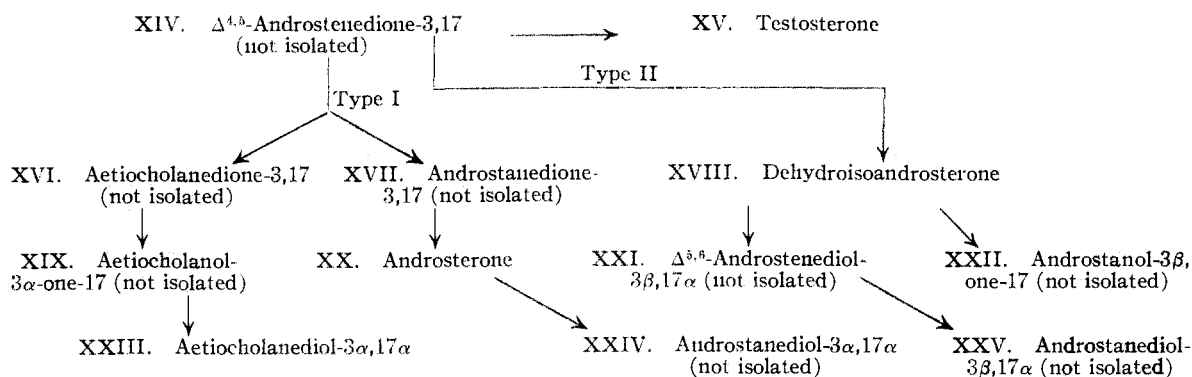 XIV. Δ4,5-Androstenedione-3,17
(not isolated)
XV. Testosterone
Type II
Type I
XVI. Aetiocholanedione-3,17
(not isolated)
XVII. Androstanedione-
3,17 (not isolated)
XVIII. Dehydroisoandrosterone
XIX. Aetiocholanol-
3α-one-17 (not isolated)
XX. Androsterone
XXI. Δ5,6-Androstenediol-
3β,17α (not isolated)
XXII. Androstanol-3β,
one-17 (not isolated)
XXIII. Aetiocholanediol-3α,17α
XXIV. Androstanediol-3α,17α
(not isolated)
XXV. Androstanediol-
3β,17α (not isolated)